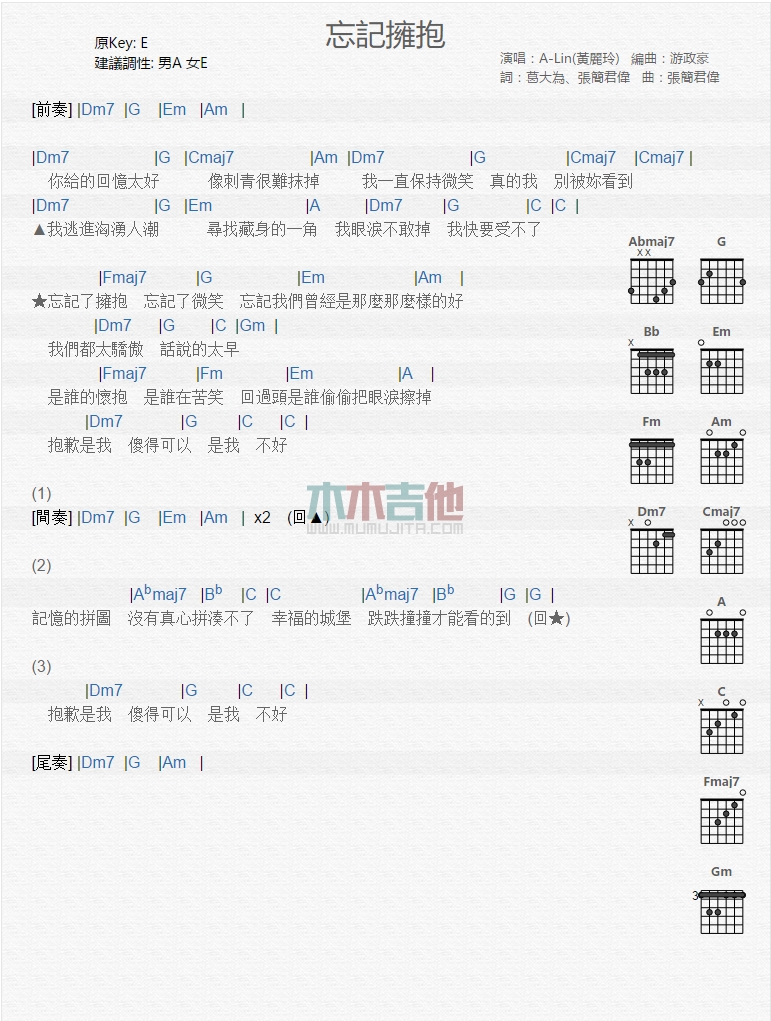 忘記擁抱
原Key: E
建議調性: 男A 女E
演唱：A-Lin(黃麗玲)　編曲：游政豪
詞：葛大為、張簡君偉　曲：張簡君偉
[前奏] |Dm7 |G |Em |Am |
|Dm7 |G |Cmaj7 |Am |Dm7 |G |Cmaj7 |Cmaj7 |
你給的回憶太好　像刺青很難抹掉　我一直保持微笑　真的我　別被妳看到
|Dm7 |G |Em |A |Dm7 |G |C |C |
▲我逃進洶湧人潮　尋找藏身的一角　我眼淚不敢掉　我快要受不了
|Fmaj7 |G |Em |Am |
★忘記了擁抱　忘記了微笑　忘記我們曾經是那麼那麼樣的好
|Dm7 |G |C |Gm |
我們都太驕傲　話說的太早
|Fmaj7 |Fm |Em |A |
是誰的懷抱　是誰在苦笑　回過頭是誰偷偷把眼淚擦掉
|Dm7 |G |C |C |
抱歉是我　傻得可以　是我　不好
(1)
[間奏] |Dm7 |G |Em |Am | x2 (回▲)
(2)
|Abmaj7 |Bb |C |C |Abmaj7 |Bb |G |G |
記憶的拼圖　沒有真心拼湊不了　幸福的城堡　跌跌撞撞才能看的到　(回★)
(3)
|Dm7 |G |C |C |
抱歉是我　傻得可以　是我　不好
[尾奏] |Dm7 |G |Am |
Abmaj7 G
x x
Bb Em
x
Fm Am
Dm7 Cmaj7
x
A
C
x
Fmaj7
Gm
3
木木吉他
WWW.MUMUJITA.COM